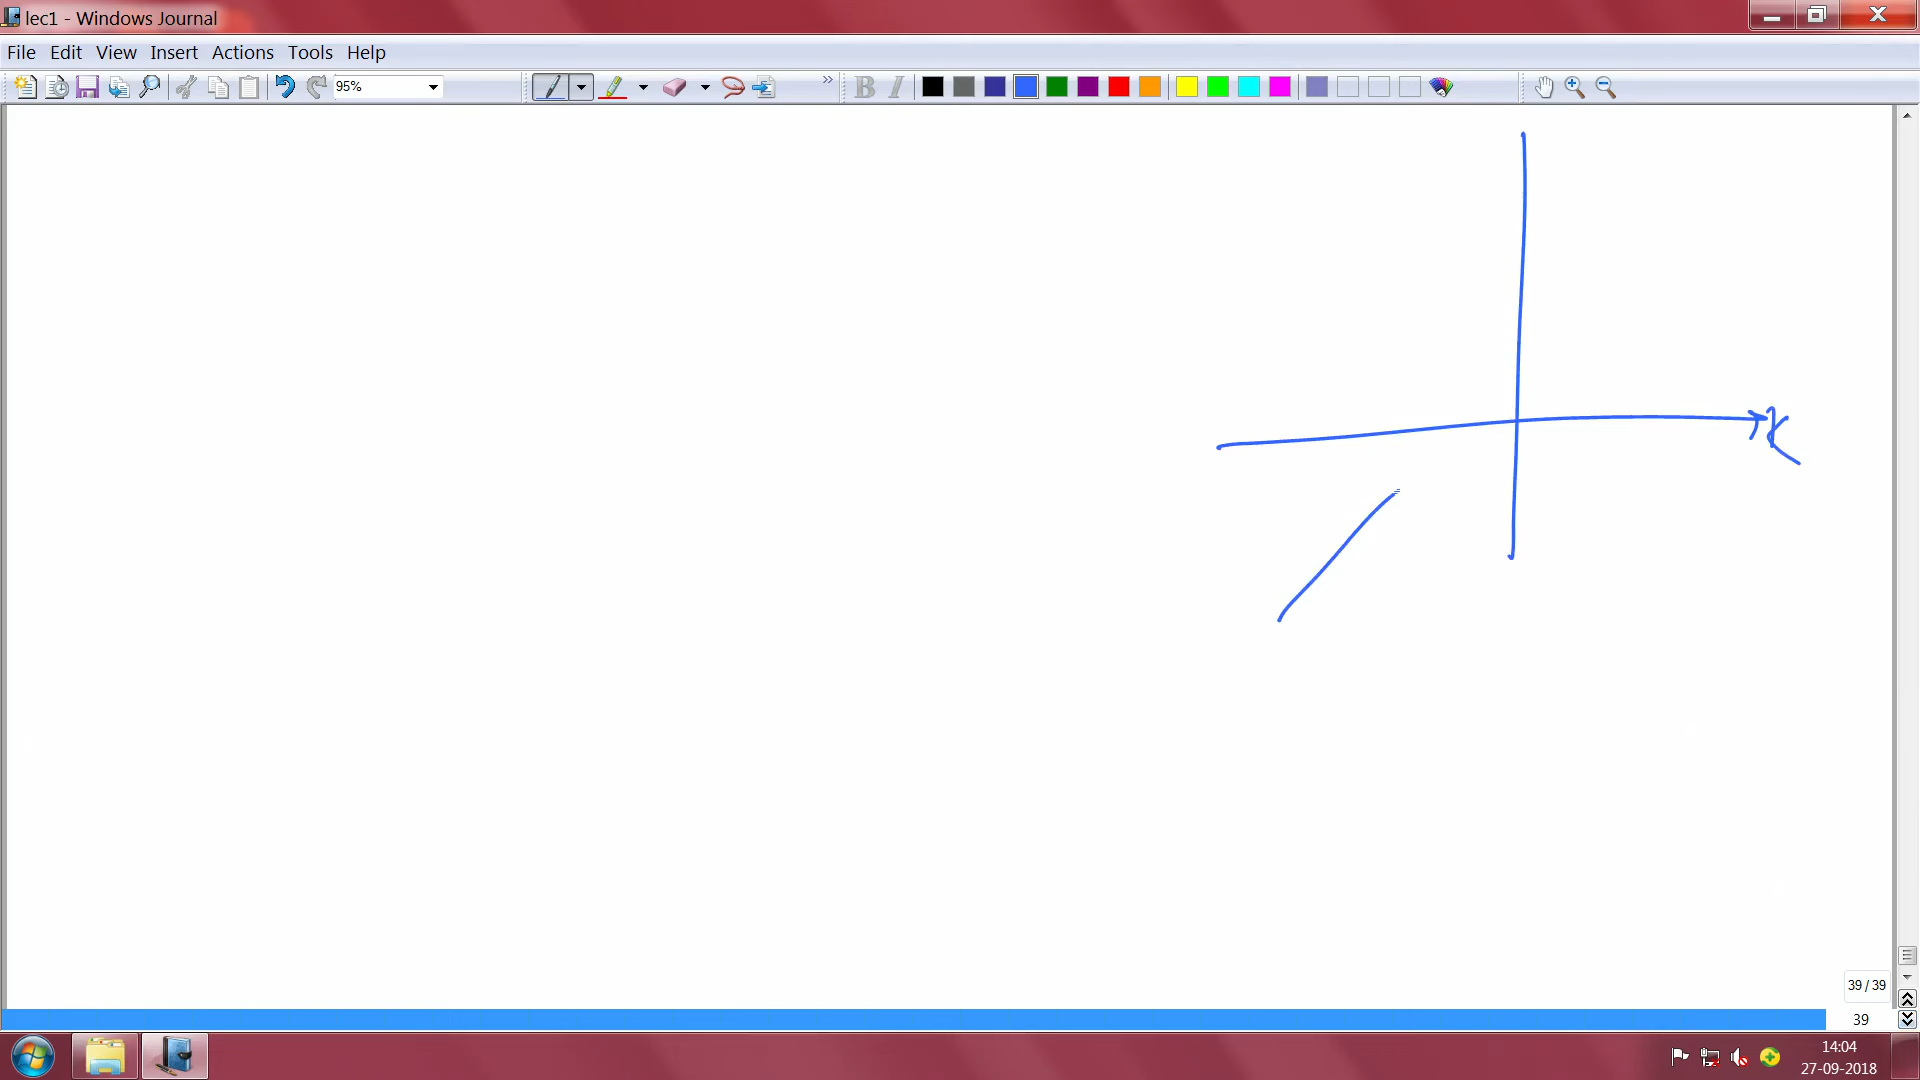 lec1 - Windows Journal
File Edit View Insert Actions Tools Help
95%
B I
x
39 / 39
39
14:04
27-09-2018